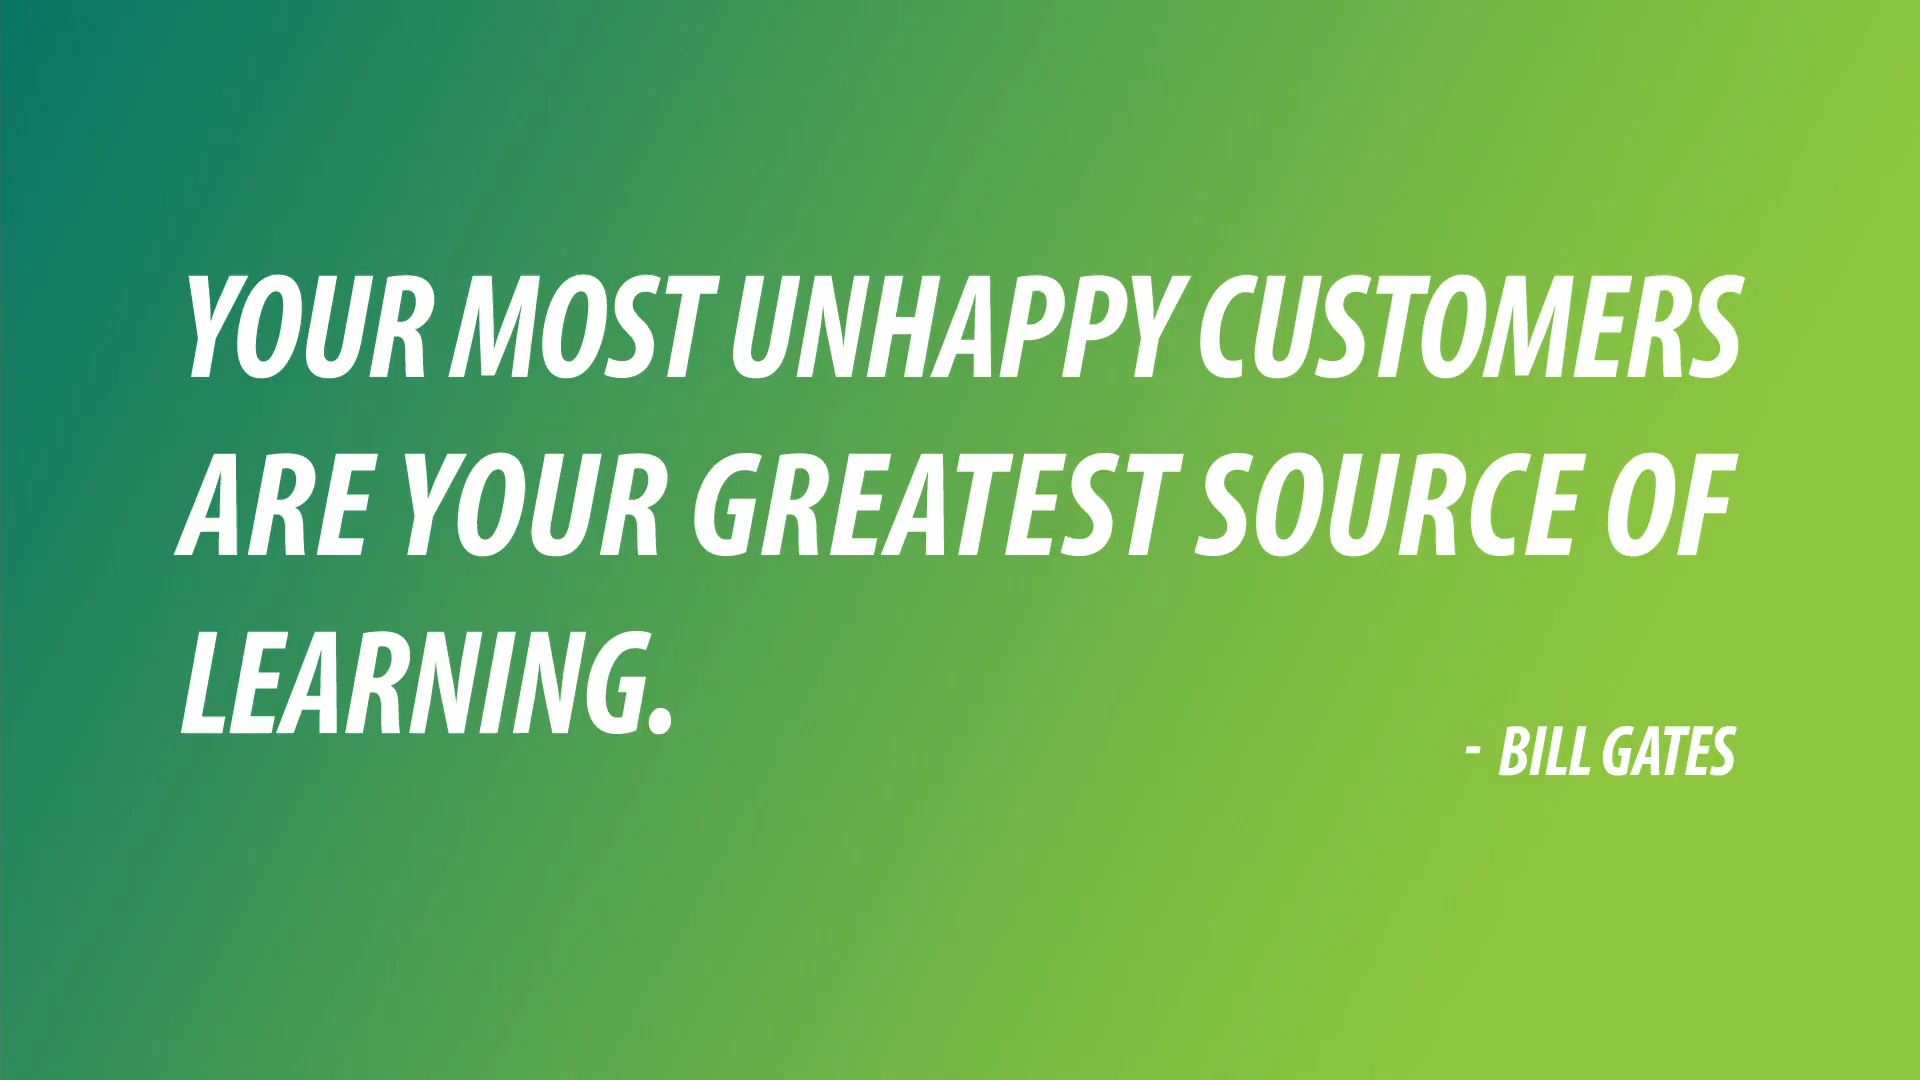 YOUR MOST UNHAPPY CUSTOMERS
ARE YOUR GREATEST SOURCE OF
LEARNING.
- BILL GATES